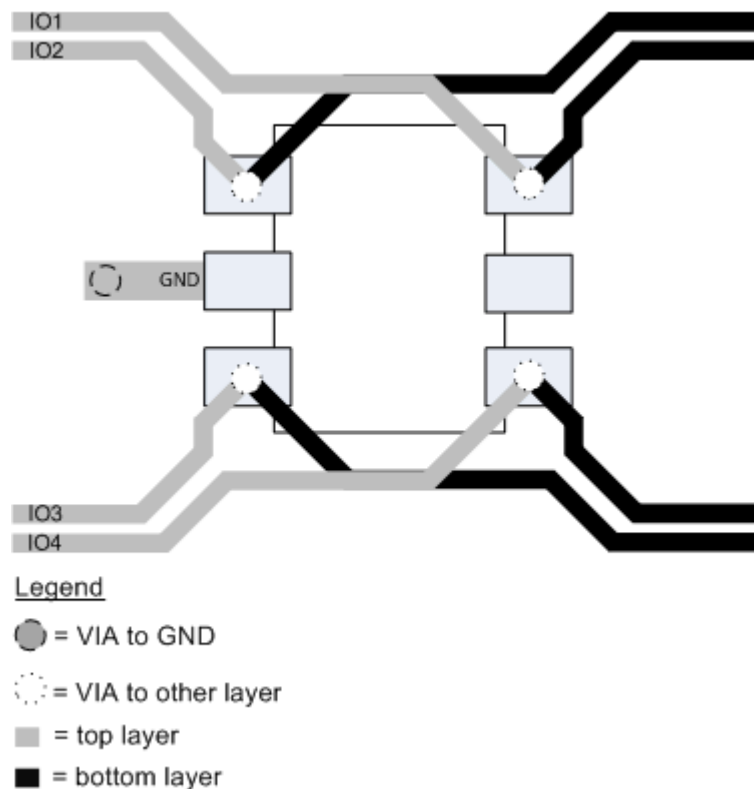 IO1
IO2
GND
IO3
IO4
Legend
= VIA to GND
= VIA to other layer
= top layer
= bottom layer